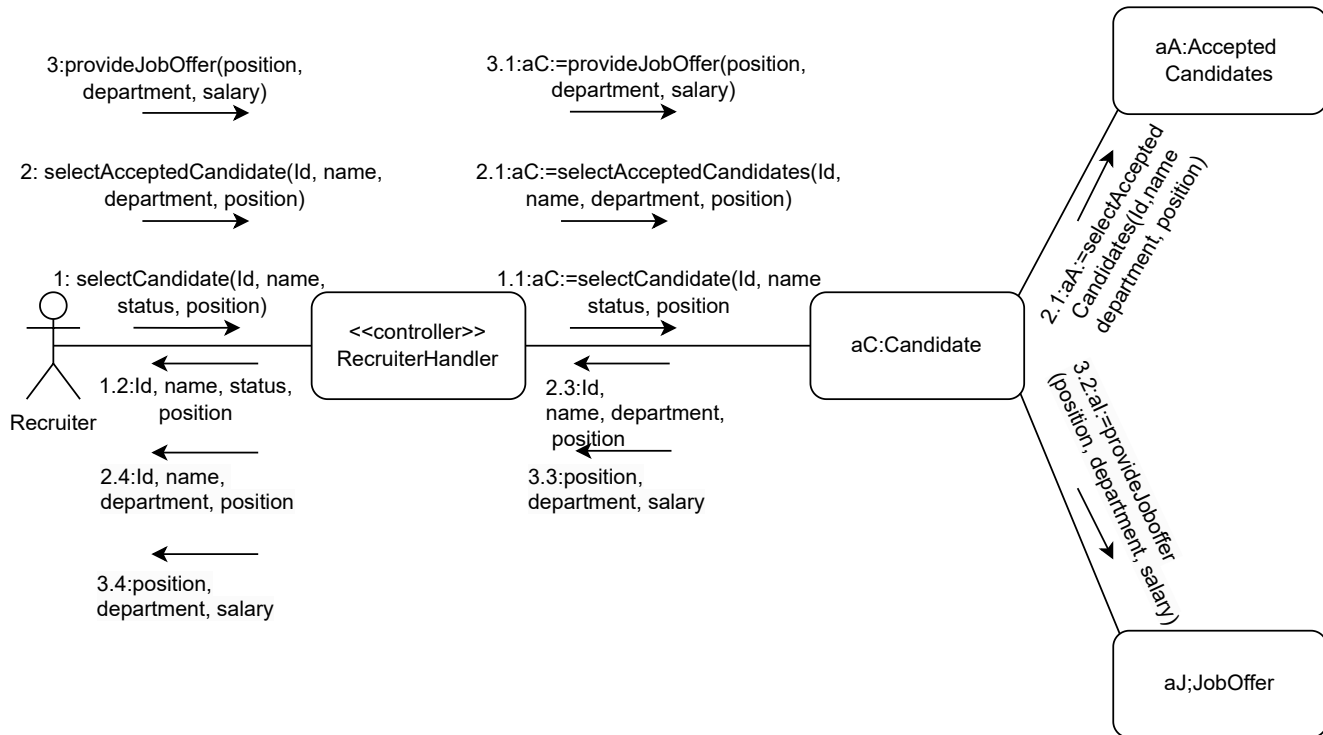 3:provideJobOffer(position,
department, salary)
3.1:aC:=provideJobOffer(position,
department, salary)
aA:Accepted
Candidates
2: selectAcceptedCandidate(Id, name,
department, position)
2.1:aC:=selectAcceptedCandidates(Id,
name, department, position)
2.1:aA:=selectAccepted
Candidates(Id,name
department, position)
1: selectCandidate(Id, name,
status, position)
1.1:aC:=selectCandidate(Id, name
status, position
<<controller>>
RecruiterHandler
aC:Candidate
Recruiter
1.2:Id, name, status,
position
2.3:Id,
name, department,
position
3.2:aI:=provideJoboffer
(position, department, salary)
2.4:Id, name,
department, position
3.3:position,
department, salary
3.4:position,
department, salary
aJ;JobOffer